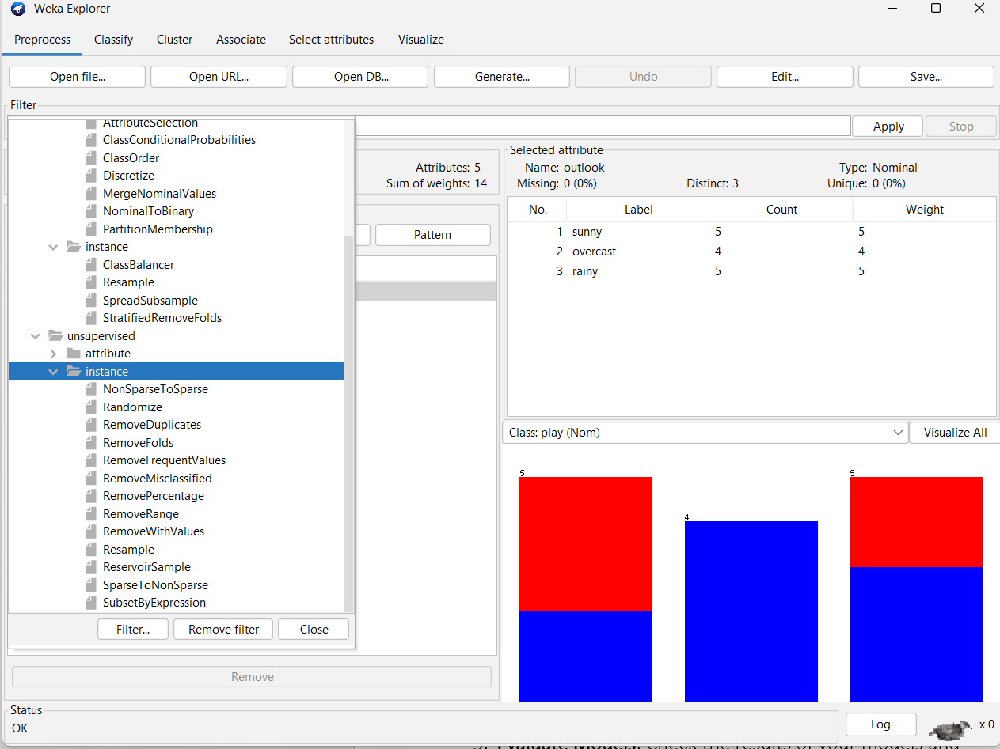 Weka Explorer
Preprocess Classify Cluster Associate Select attributes Visualize
Open file... Open URL... Open DB... Generate... Undo Edit... Save...
Filter
Apply Stop
AttributeSelection
ClassConditionalProbabilities
ClassOrder
Discretize
MergeNominalValues
NominalToBinary
PartitionMembership
instance
ClassBalancer
Resample
SpreadSubsample
StratifiedRemoveFolds
unsupervised
attribute
instance
NonSparseToSparse
Randomize
RemoveDuplicates
RemoveFolds
RemoveFrequentValues
RemoveMisclassified
RemovePercentage
RemoveRange
RemoveWithValues
Resample
ReservoirSample
SparseToNonSparse
SubsetByExpression
Filter... Remove filter Close
Attributes: 5
Sum of weights: 14
Pattern
Remove
Selected attribute
Name: outlook Type: Nominal
Missing: 0 (0%) Distinct: 3 Unique: 0 (0%)
No. Label Count Weight
1 sunny 5 5
2 overcast 4 4
3 rainy 5 5
Class: play (Nom) Visualize All
5 4 5
Status
OK
Log x 0